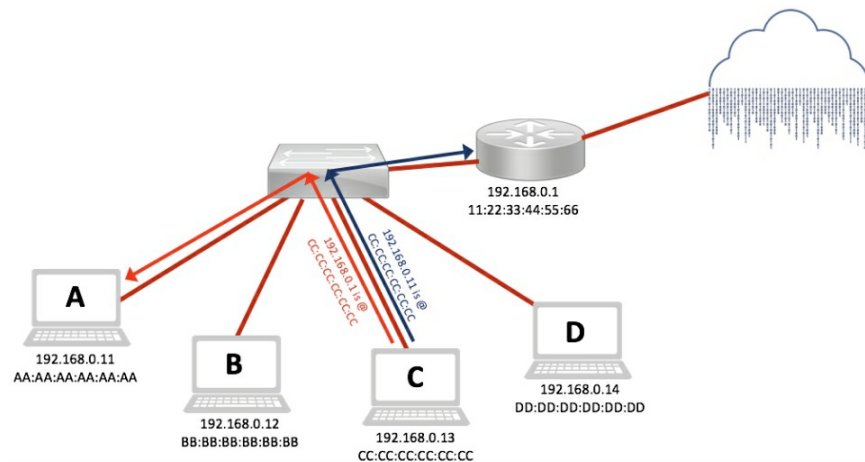 192.168.0.1
11:22:33:44:55:66
192.168.0.1 is @
CC:CC:CC:CC:CC:CC
192.168.0.11 is @
CC:CC:CC:CC:CC:CC
A
192.168.0.11
AA:AA:AA:AA:AA:AA
B
192.168.0.12
BB:BB:BB:BB:BB:BB
C
192.168.0.13
CC:CC:CC:CC:CC:CC
D
192.168.0.14
DD:DD:DD:DD:DD:DD